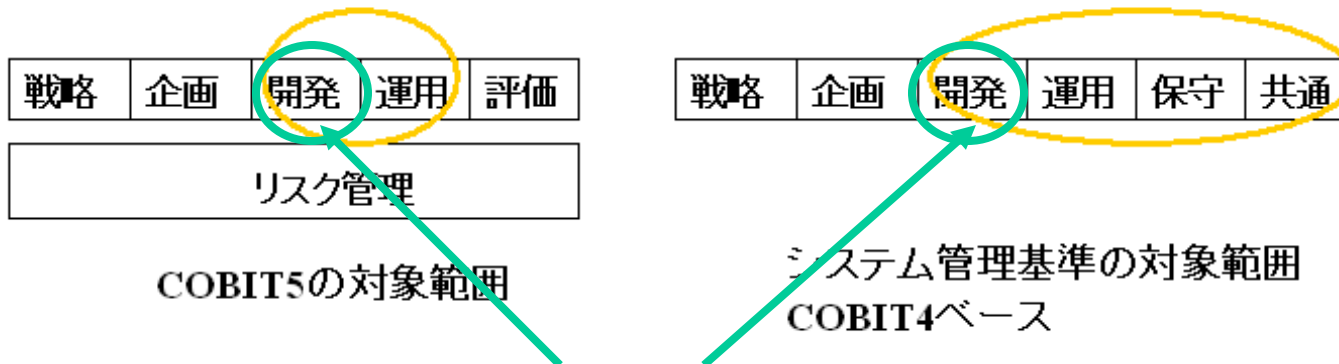 戦略 企画 開発 運用 評価
リスク管理
COBIT5の対象範囲
戦略 企画 開発 運用 保守 共通
システム管理基準の対象範囲
COBIT4ベース